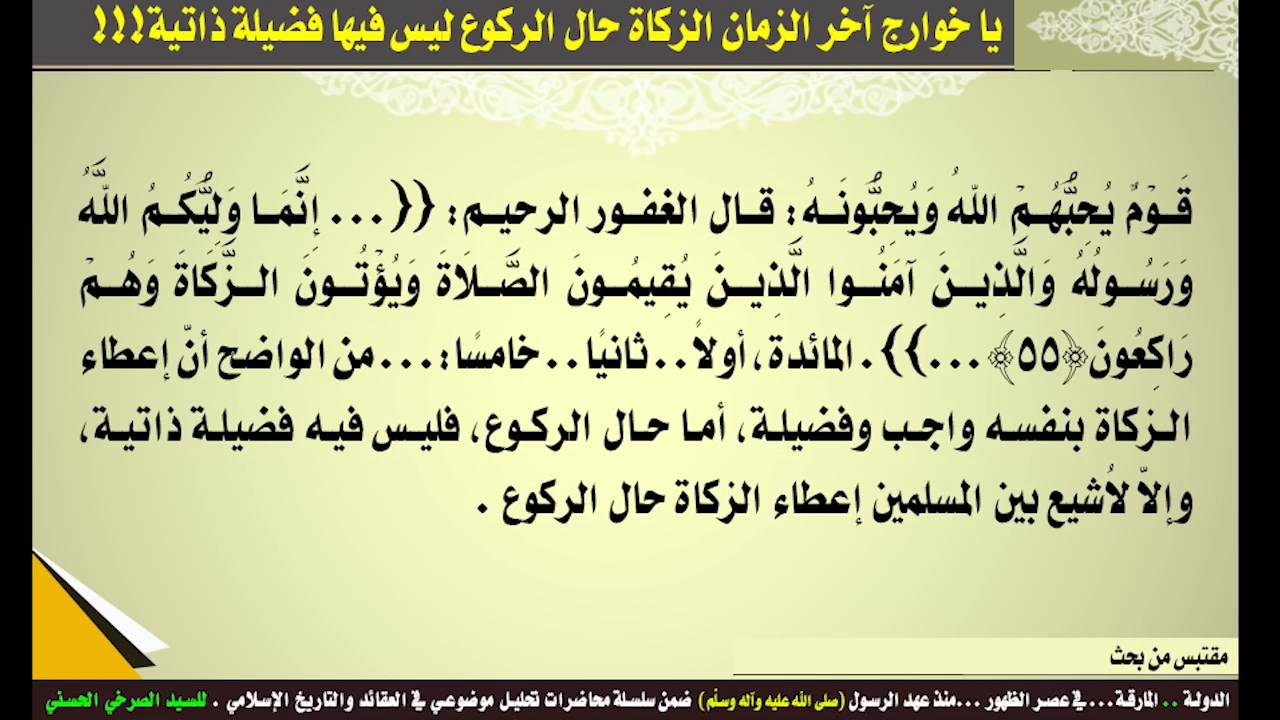 يا خوارج آخر الزمان الزكاة حال الركوع ليس فيها فضيلة ذاتية!!!
قَوْمٌ يُحِبُّهُمْ اللهُ وَيُحِبُّونَهُ: قال الغفور الرحيم: {{... إِنَّمَا وَلِيُّكُمُ اللَّهُ
وَرَسُولُهُ وَالَّذِينَ آمَنُوا الَّذِينَ يُقِيمُونَ الصَّلَاةَ وَيُؤْتُونَ الزَّكَاةَ وَهُمْ
رَاكِعُونَ﴿٥٥﴾ ...}}. المائدة، أولاً.. ثانيًا.. خامسًا:... من الواضح أنّ إعطاء
الزكاة بنفسه واجب وفضيلة، أما حال الركوع، فليس فيه فضيلة ذاتية،
وإلاّ لأُشيع بين المسلمين إعطاء الزكاة حال الركوع .
مقتبس من بحث
الدولة .. المارقة... في عصر الظهور ...منذ عهد الرسول (صلى الله عليه وآله وسلّم) ضمن سلسلة محاضرات تحليل موضوعي في العقائد والتاريخ الإسلامي . للسيد الصرخي الحسني